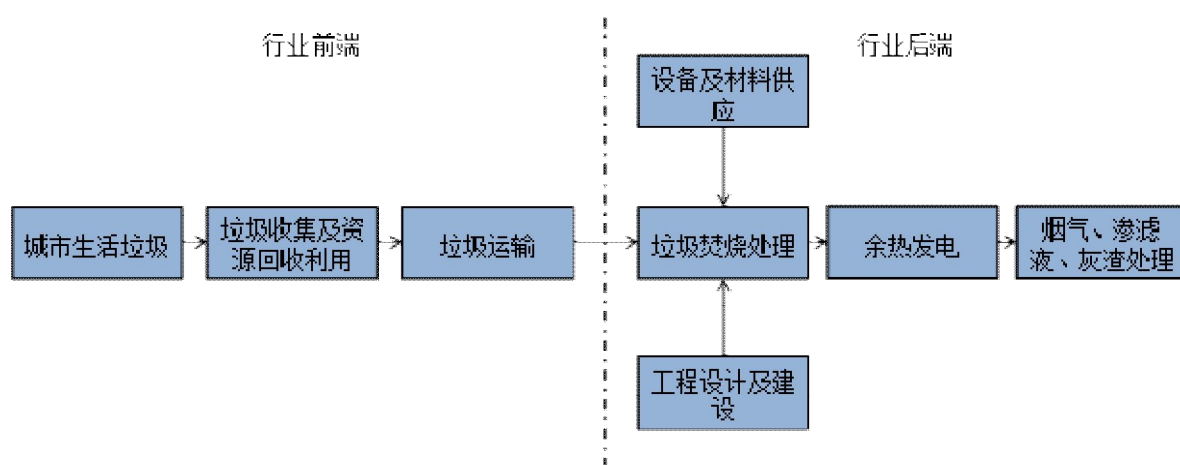 行业前端
行业后端
设备及材料供
应
城市生活垃圾
垃圾收集及资
源回收利用
垃圾运输
垃圾焚烧处理
余热发电
烟气、渗滤
液、灰渣处理
工程设计及建
设